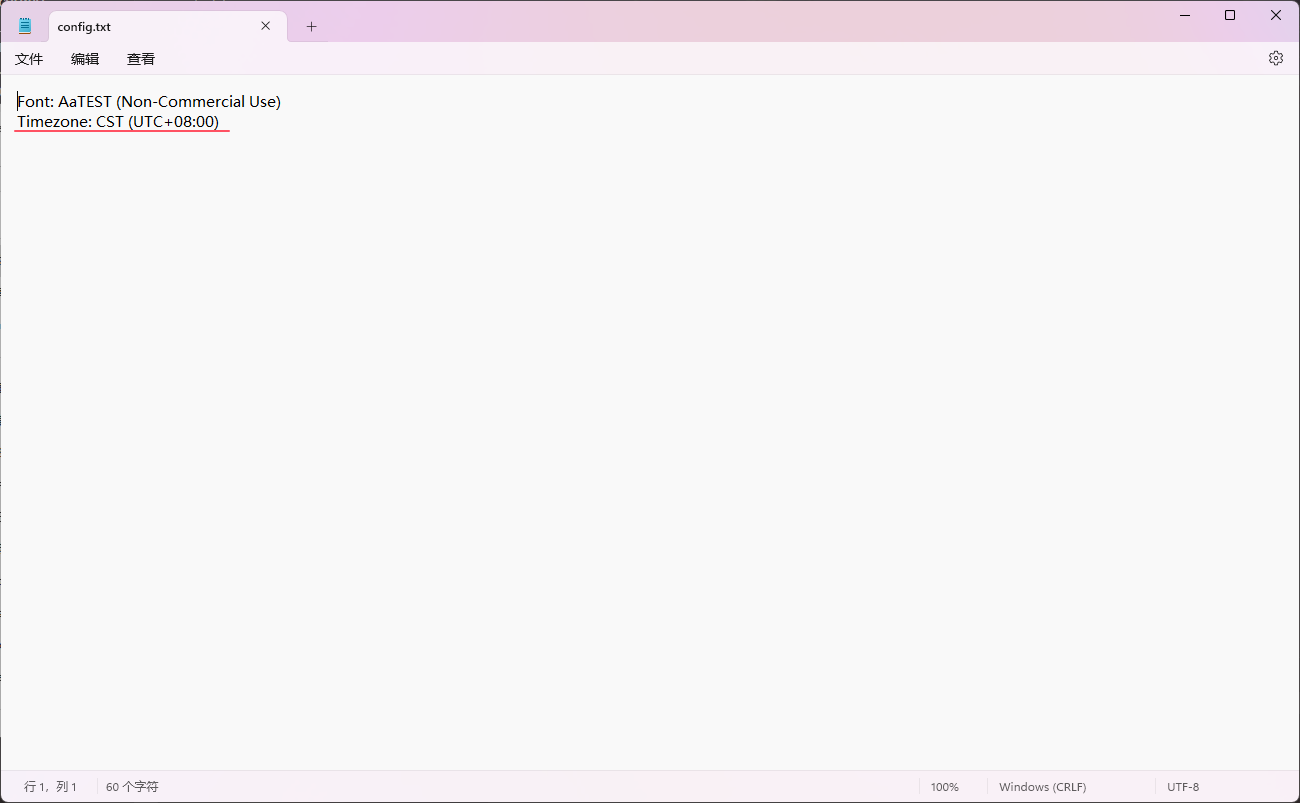 config.txt
文件 编辑 查看
Font: AaTEST (Non-Commercial Use)
Timezone: CST (UTC+08:00)
行 1，列 1 60 个字符 100% Windows (CRLF) UTF-8